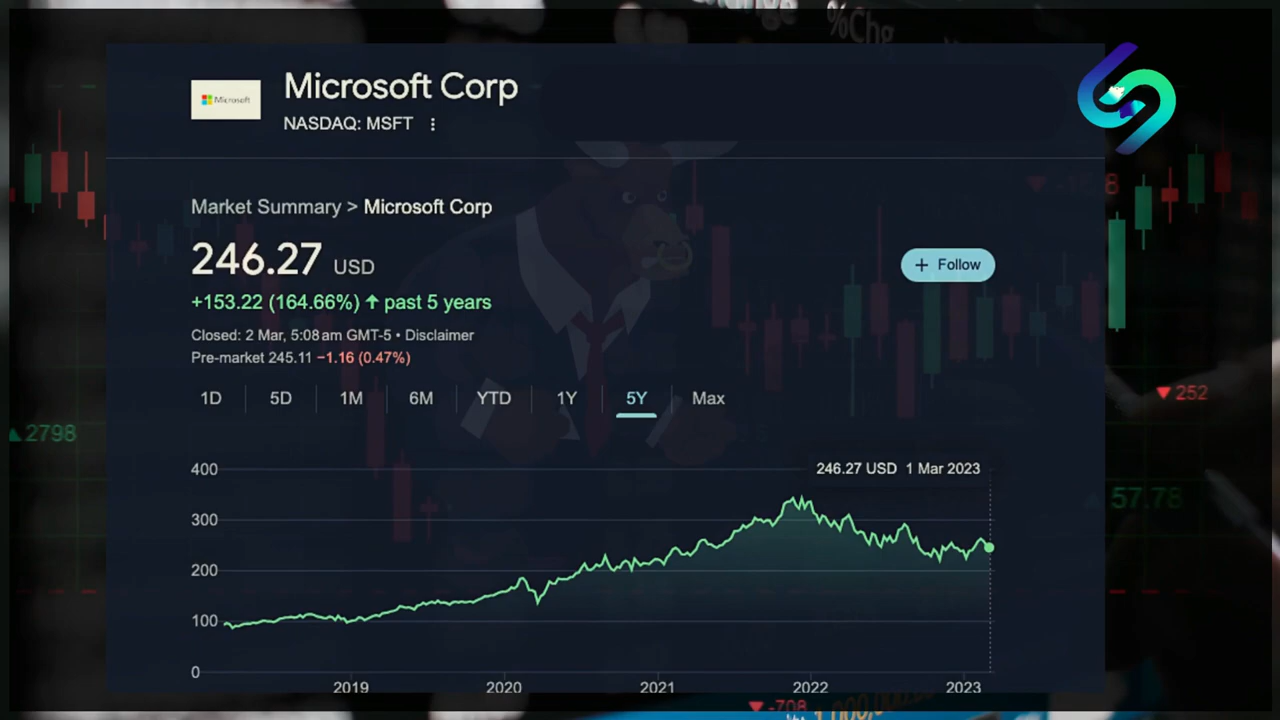 %Chg
Microsoft
Microsoft Corp
NASDAQ: MSFT
Market Summary > Microsoft Corp
246.27 USD
+ Follow
+153.22 (164.66%) ↑ past 5 years
Closed: 2 Mar, 5:08 am GMT-5 • Disclaimer
Pre-market 245.11 −1.16 (0.47%)
1D 5D 1M 6M YTD 1Y 5Y Max
▼252
▲2798
246.27 USD 1 Mar 2023
400
57.78
300
200
100
0
2019 2020 2021 2022 2023
▼-708